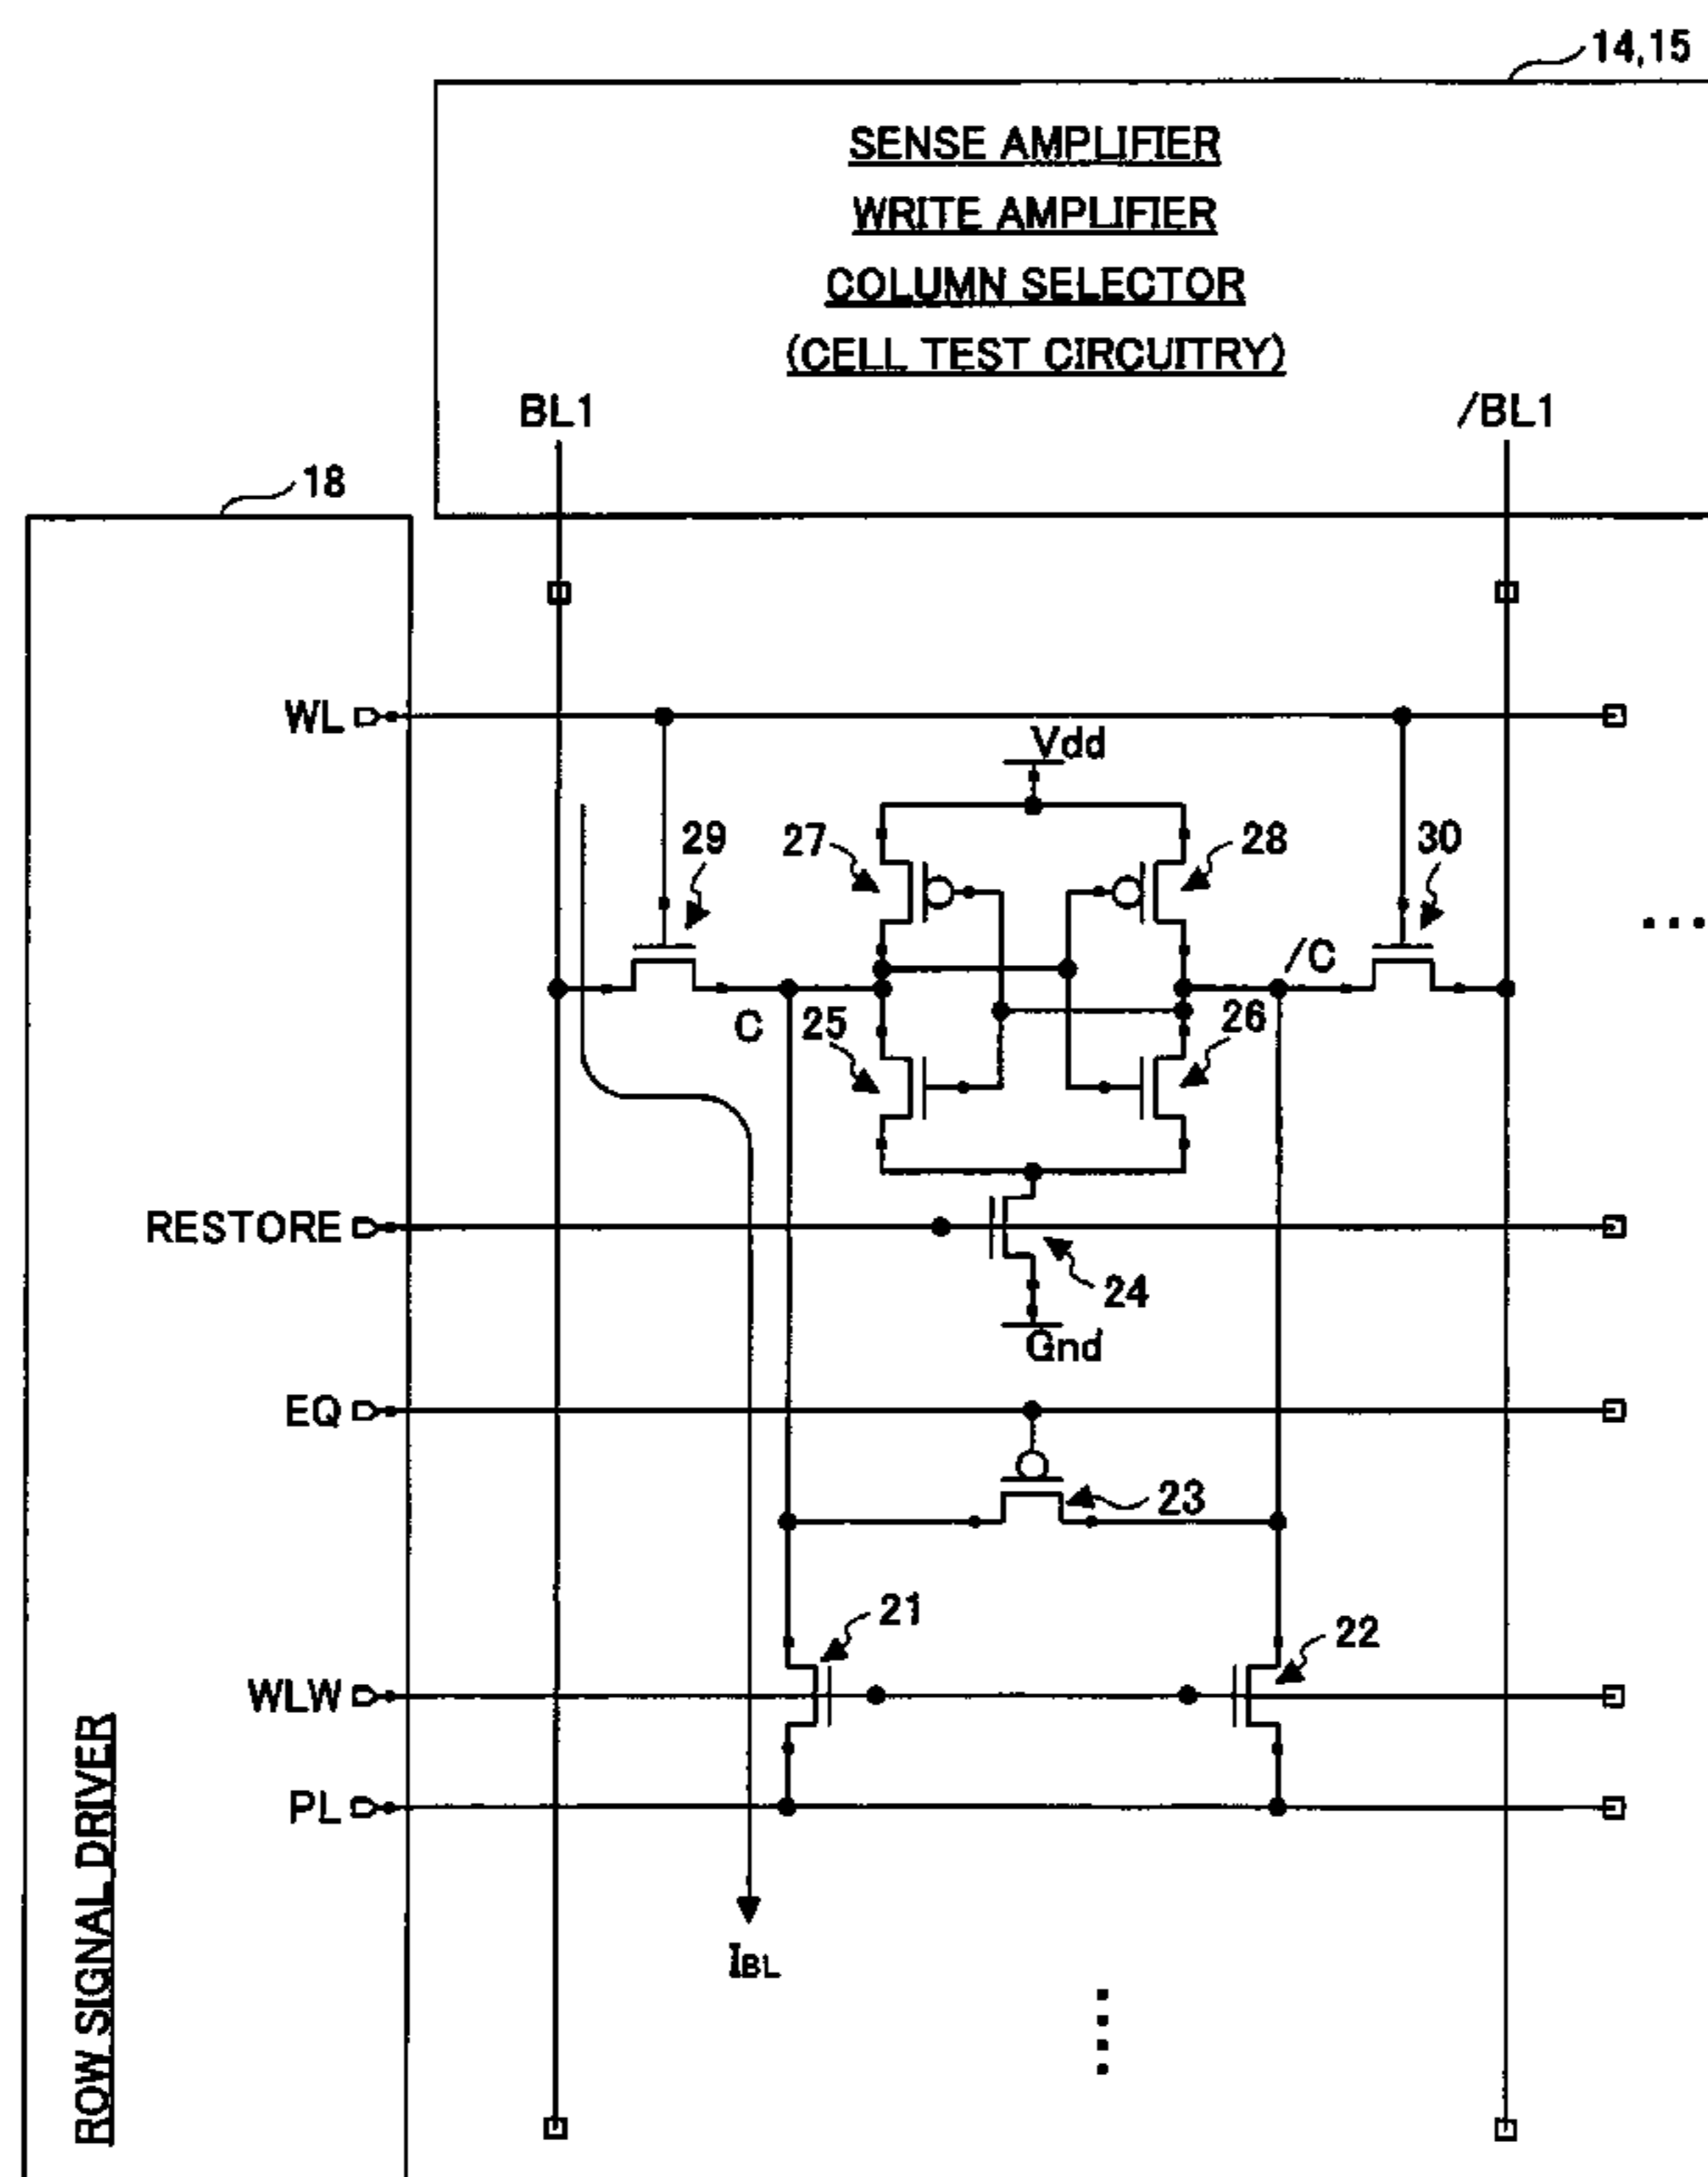 14,15
SENSE AMPLIFIER
WRITE AMPLIFIER
COLUMN SELECTOR
(CELL TEST CIRCUITRY)
BL1
/BL1
18
WL
Vdd
29
27
28
30
/C
C
25
26
RESTORE
24
Gnd
EQ
23
21
22
WLW
PL
ROW SIGNAL DRIVER
IBL